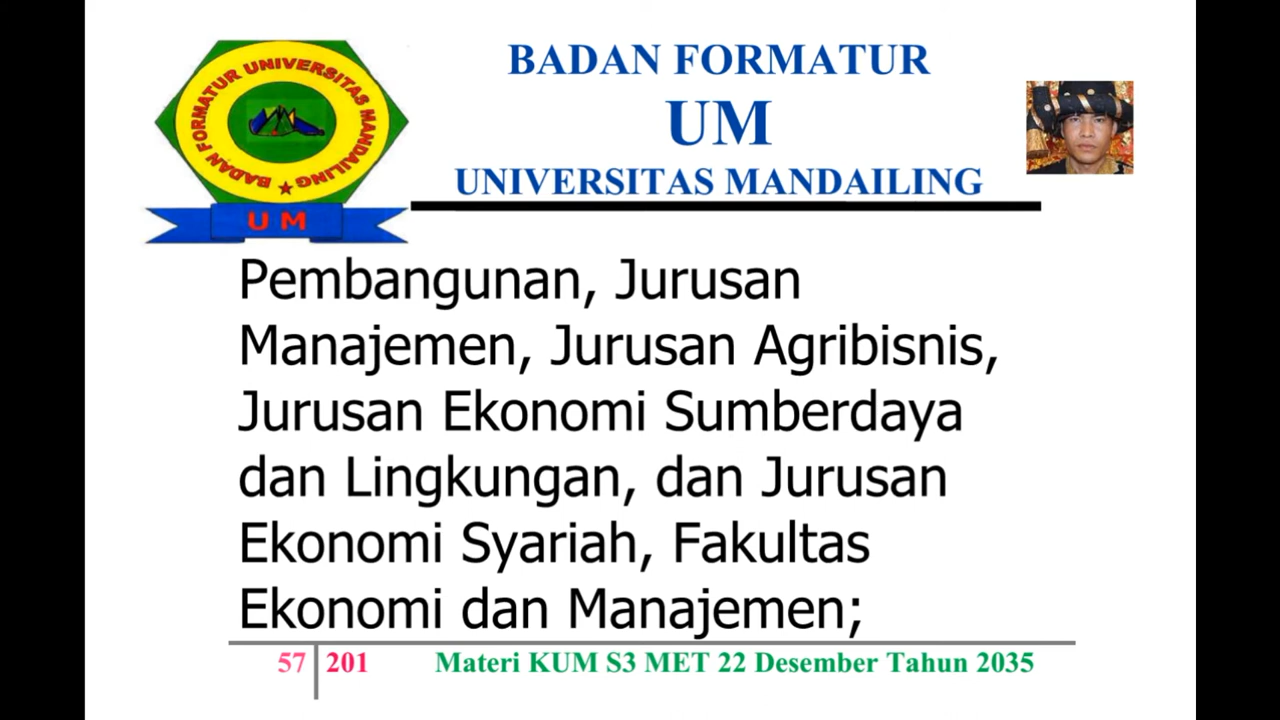 BADAN FORMATUR UNIVERSITAS MANDAILING
UM
BADAN FORMATUR
UM
UNIVERSITAS MANDAILING
Pembangunan, Jurusan
Manajemen, Jurusan Agribisnis,
Jurusan Ekonomi Sumberdaya
dan Lingkungan, dan Jurusan
Ekonomi Syariah, Fakultas
Ekonomi dan Manajemen;
57 201 Materi KUM S3 MET 22 Desember Tahun 2035